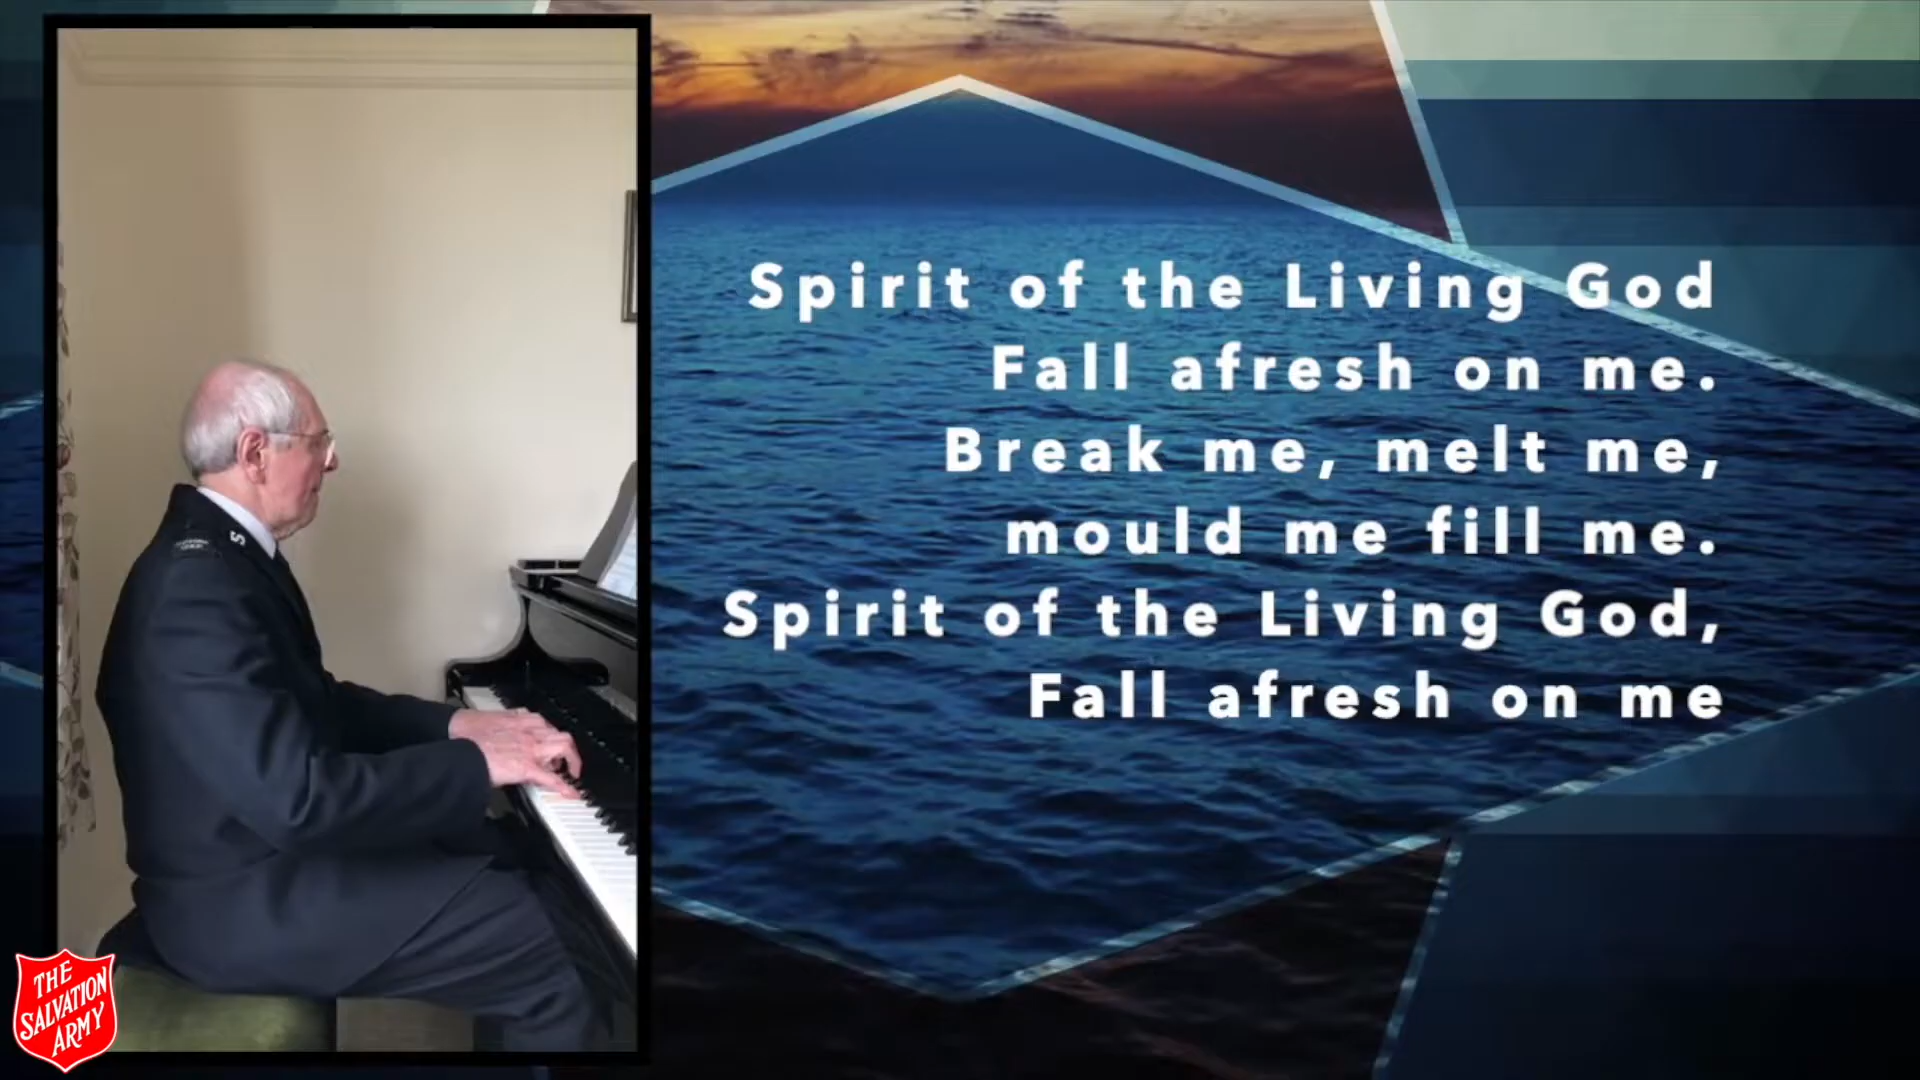 Spirit of the Living God
Fall afresh on me.
Break me, melt me,
mould me fill me.
Spirit of the Living God,
Fall afresh on me
S
THE
SALVATION
ARMY